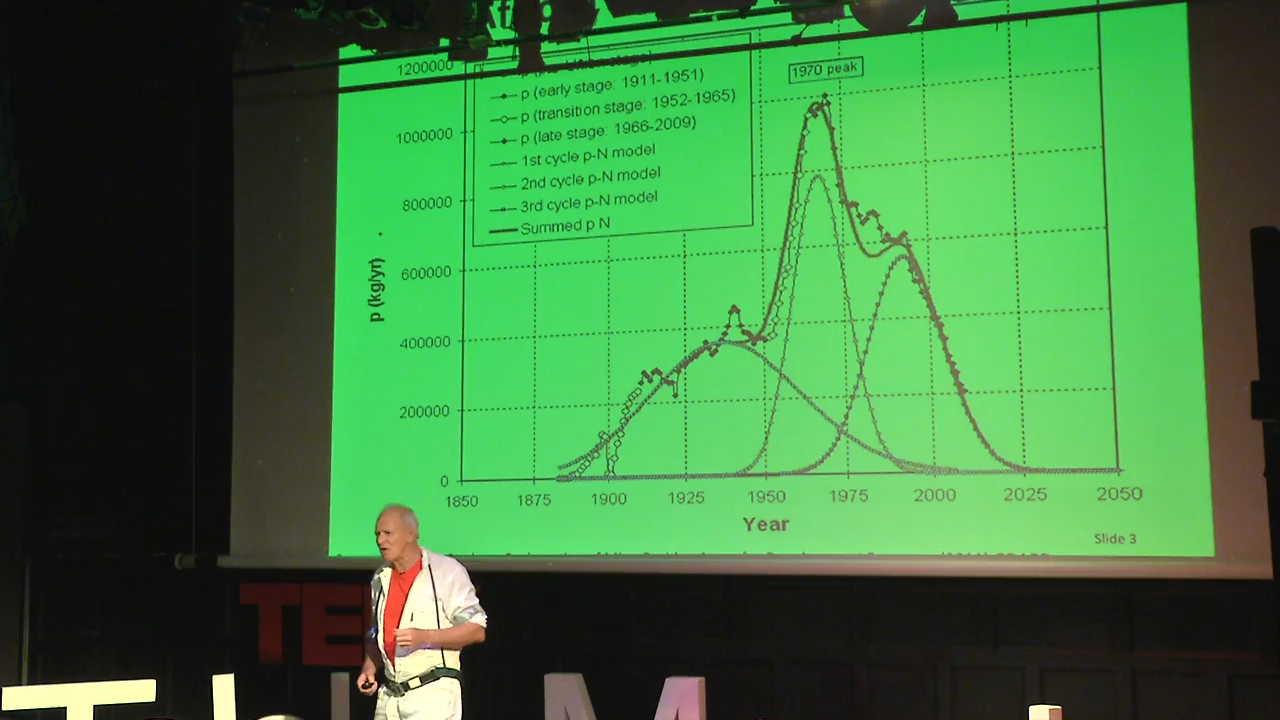 1200000
1000000
800000
600000
400000
200000
0
p (kg/yr)
p (early stage: 1911-1951)
p (transition stage: 1952-1965)
p (late stage: 1966-2009)
1st cycle p-N model
2nd cycle p-N model
3rd cycle p-N model
Summed p N
1970 peak
1850 1875 1900 1925 1950 1975 2000 2025 2050
Year
Slide 3
TE